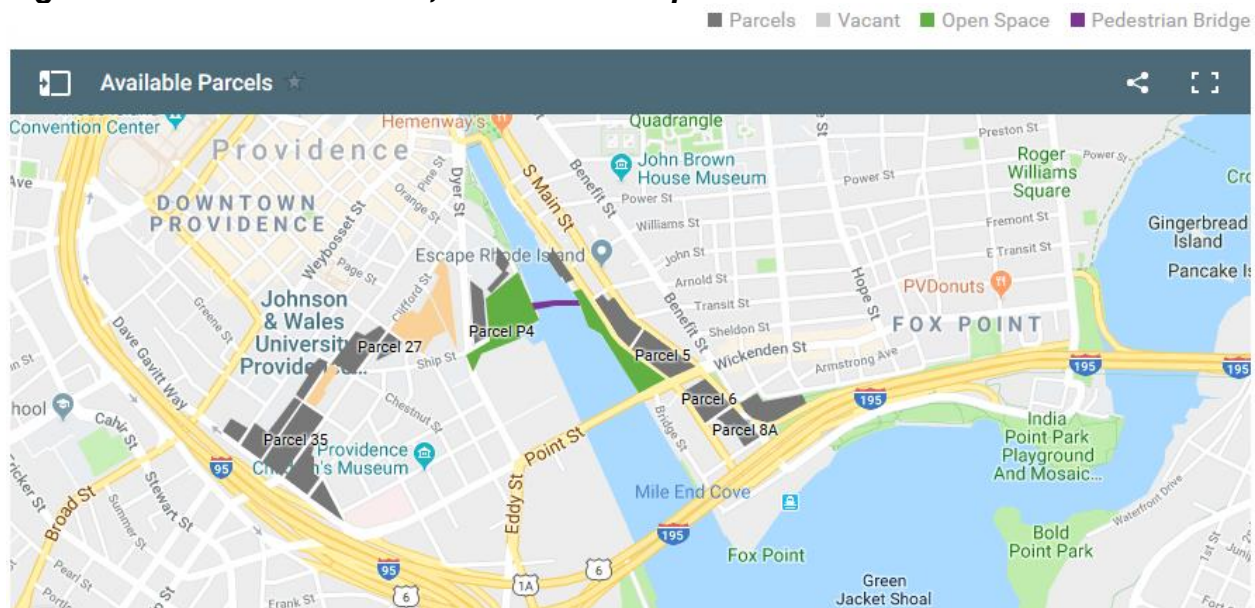 Parcels Vacant Open Space Pedestrian Bridge
Available Parcels
Convention Center
Hemenway's
Quadrangle
Preston St
Providence
John Brown
House Museum
Roger
Williams
Square
Power St
Ave
DOWNTOWN
PROVIDENCE
Pine St
Orange St
Dyer St
S Main St
Benefit St
Power St
Power St
Williams St
Fremont St
Gingerbread
Island
Weybosset St
Page St
Escape Rhode Island
John St
E Transit St
Pancake
Clifford St
Arnold St
Hope St
PVDonuts
Johnson
& Wales
University
Greene St
Transit St
Benefit St
Sheldon St
FOX POINT
Dave Gavitt Way
Parcel P4
Parcel 27
Ship St
Parcel 5
Wickenden St
Armstrong Ave
195
195
195
Chestnut St
Parcel 6
Parcel 8A
Bridge St
hool
Parcel 35
Providence
Children's Museum
Point St
India
Point Park
Playground
And Mosaic...
95
Broad St
Stewart St
Summer St
Eddy St
Mile End Cove
Waterfront Drive
195
Bold
Point Park
1st St
95
6
Fox Point
Pearl St
1A
6
Frank St
Green
Jacket Shoal